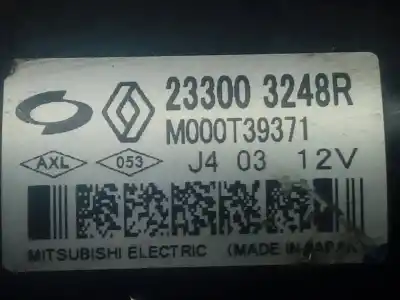 23300 3248R
M000T39371
AXL 053 J4 03 12V
MITSUBISHI ELECTRIC (MADE IN JAPAN)